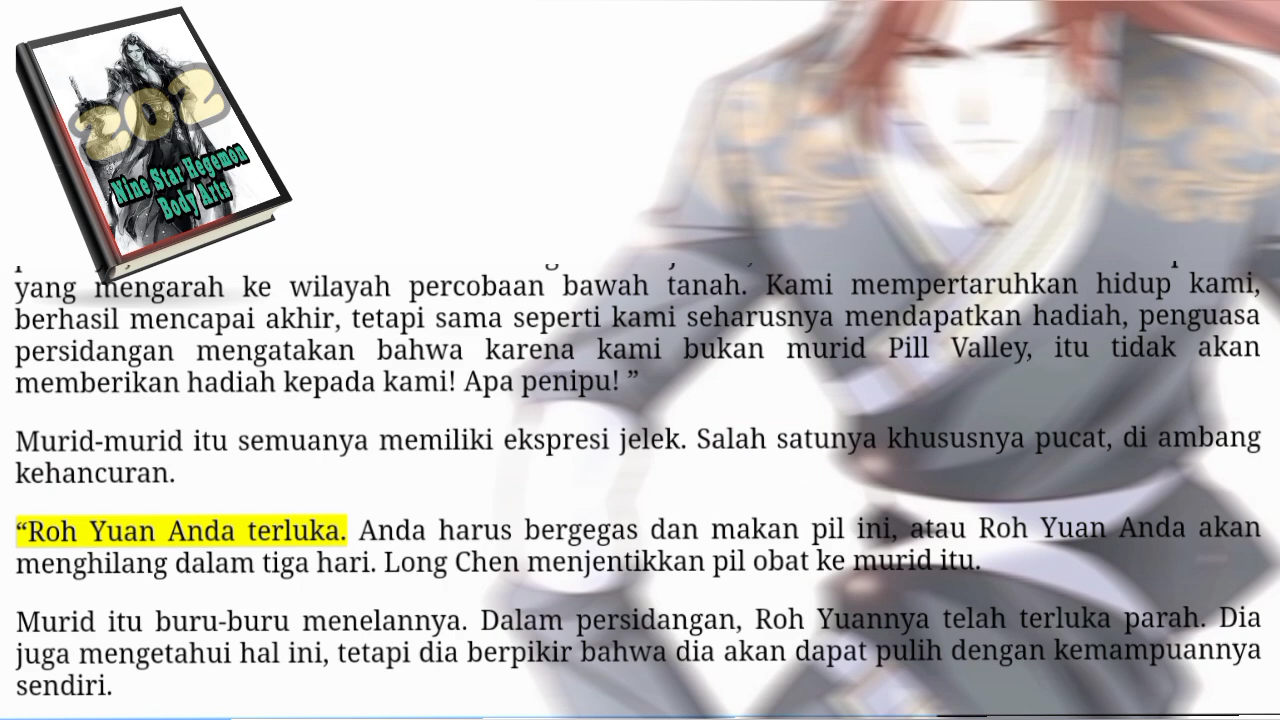 202
Nine Star Hegemon
Body Arts
yang mengarah ke wilayah percobaan bawah tanah. Kami mempertaruhkan hidup kami,
berhasil mencapai akhir, tetapi sama seperti kami seharusnya mendapatkan hadiah, penguasa
persidangan mengatakan bahwa karena kami bukan murid Pill Valley, itu tidak akan
memberikan hadiah kepada kami! Apa penipu! ”
Murid-murid itu semuanya memiliki ekspresi jelek. Salah satunya khususnya pucat, di ambang
kehancuran.
“Roh Yuan Anda terluka. Anda harus bergegas dan makan pil ini, atau Roh Yuan Anda akan
menghilang dalam tiga hari. Long Chen menjentikkan pil obat ke murid itu.
Murid itu buru-buru menelannya. Dalam persidangan, Roh Yuannya telah terluka parah. Dia
juga mengetahui hal ini, tetapi dia berpikir bahwa dia akan dapat pulih dengan kemampuannya
sendiri.